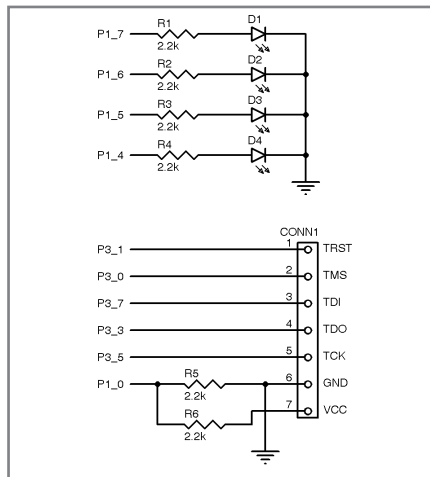 R1 D1
P1_7
2.2k
R2 D2
P1_6
2.2k
R3 D3
P1_5
2.2k
R4 D4
P1_4
2.2k
CONN1
P3_1 1 TRST
P3_0 2 TMS
P3_7 3 TDI
P3_3 4 TDO
P3_5 5 TCK
R5
P1_0 6 GND
2.2k
R6 7 VCC
2.2k